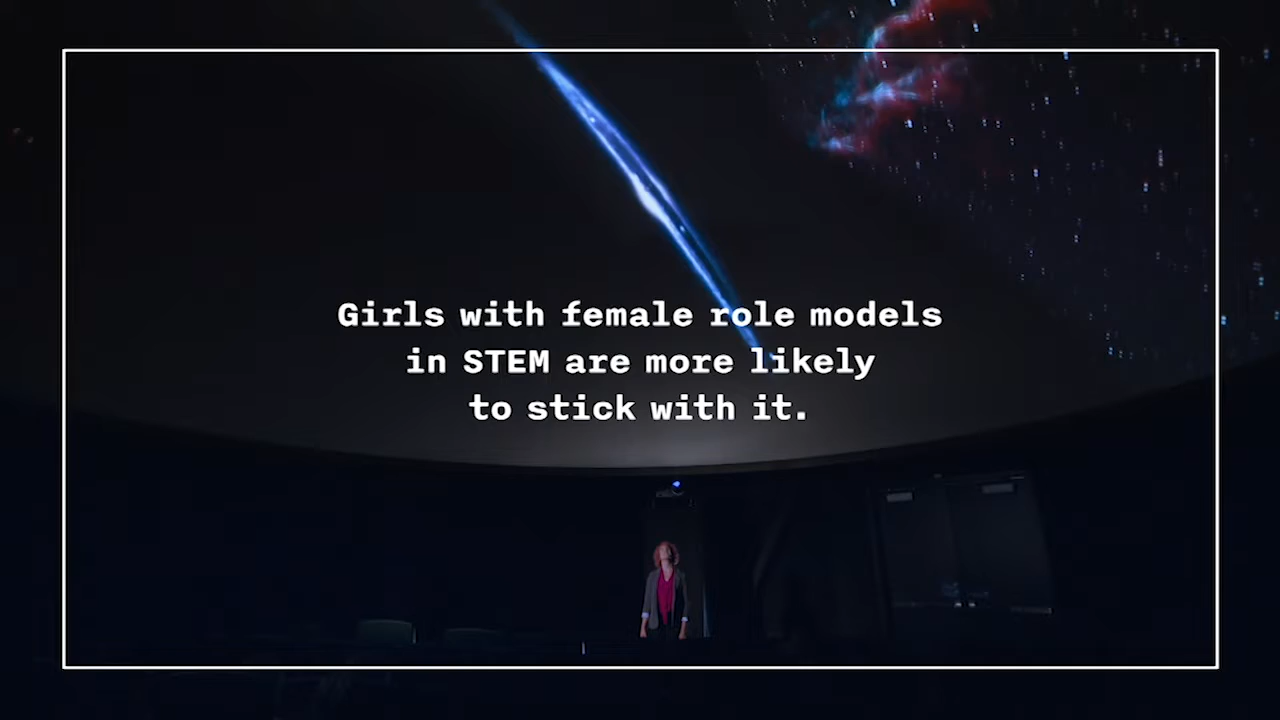 Girls with female role models
in STEM are more likely
to stick with it.